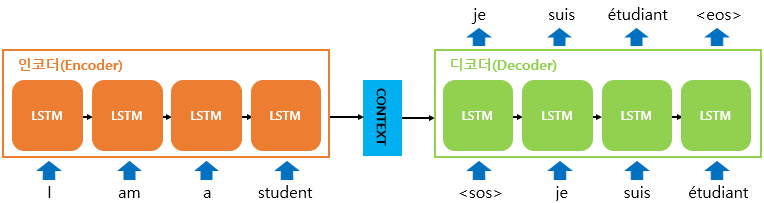 je suis étudiant <eos>
인코더(Encoder)
LSTM LSTM LSTM LSTM
CONTEXT
디코더(Decoder)
LSTM LSTM LSTM LSTM
I am a student
<sos> je suis étudiant